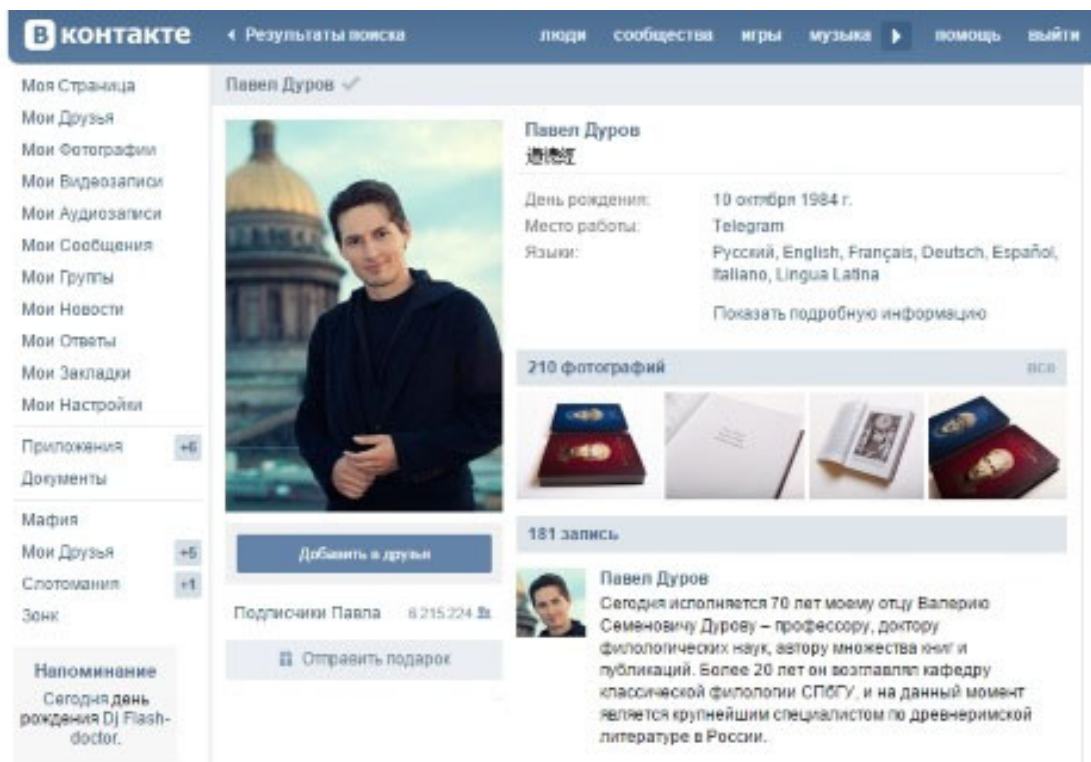 В контакте
Результаты поиска
люди сообщества игры музыка помощь выйти
Моя Страница
Мои Друзья
Мои Фотографии
Мои Видеозаписи
Мои Аудиозаписи
Мои Сообщения
Мои Группы
Мои Новости
Мои Ответы
Мои Закладки
Мои Настройки
Приложения +6
Документы
Мафия
Мои Друзья +5
Слотомания +1
Зонк
Напоминание
Сегодня день
рождения Dj Flash-
doctor.
Павел Дуров
Добавить в друзья
Подписчики Павла 6 215 224
Отправить подарок
Павел Дуров
道德經
День рождения: 10 октября 1984 г.
Место работы: Telegram
Языки: Русский, English, Français, Deutsch, Español,
Italiano, Lingua Latina
Показать подробную информацию
210 фотографий все
181 запись
Павел Дуров
Сегодня исполняется 70 лет моему отцу Валерию
Семеновичу Дурову – профессору, доктору
филологических наук, автору множества книг и
публикаций. Более 20 лет он возглавлял кафедру
классической филологии СПбГУ, и на данный момент
является крупнейшим специалистом по древнеримской
литературе в России.